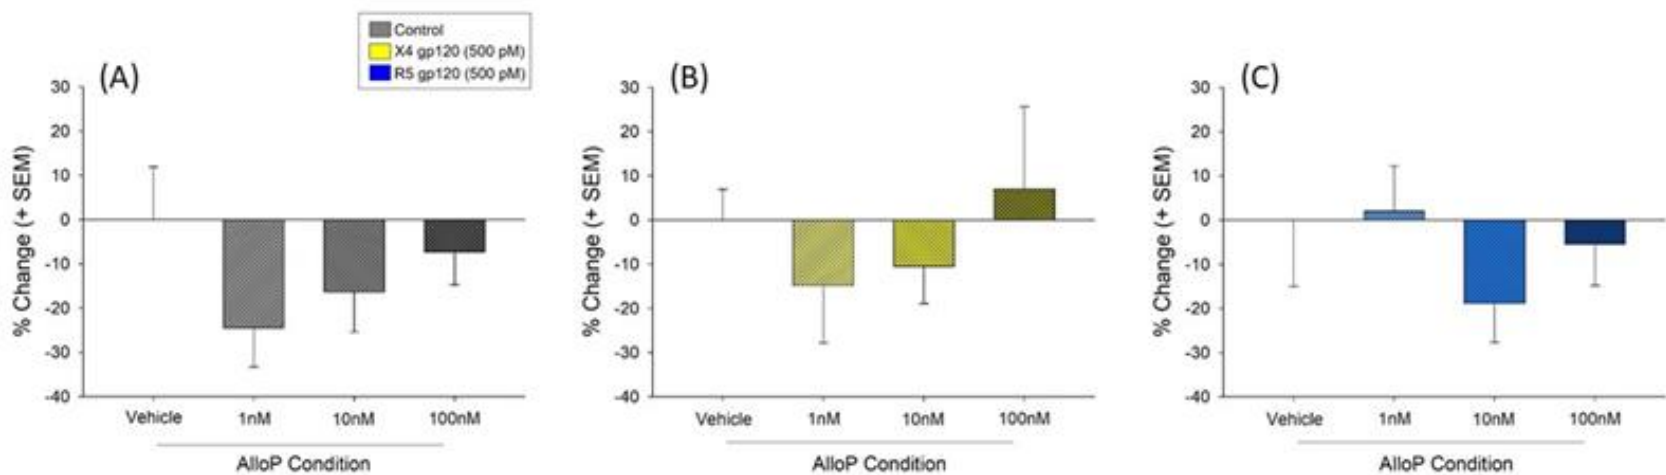 Control
X4 gp120 (500 pM)
R5 gp120 (500 pM)
(A)
% Change (+ SEM)
30
20
10
0
-10
-20
-30
-40
Vehicle 1nM 10nM 100nM
AlloP Condition
(B)
% Change (+ SEM)
30
20
10
0
-10
-20
-30
-40
Vehicle 1nM 10nM 100nM
AlloP Condition
(C)
% Change (+ SEM)
30
20
10
0
-10
-20
-30
-40
Vehicle 1nM 10nM 100nM
AlloP Condition